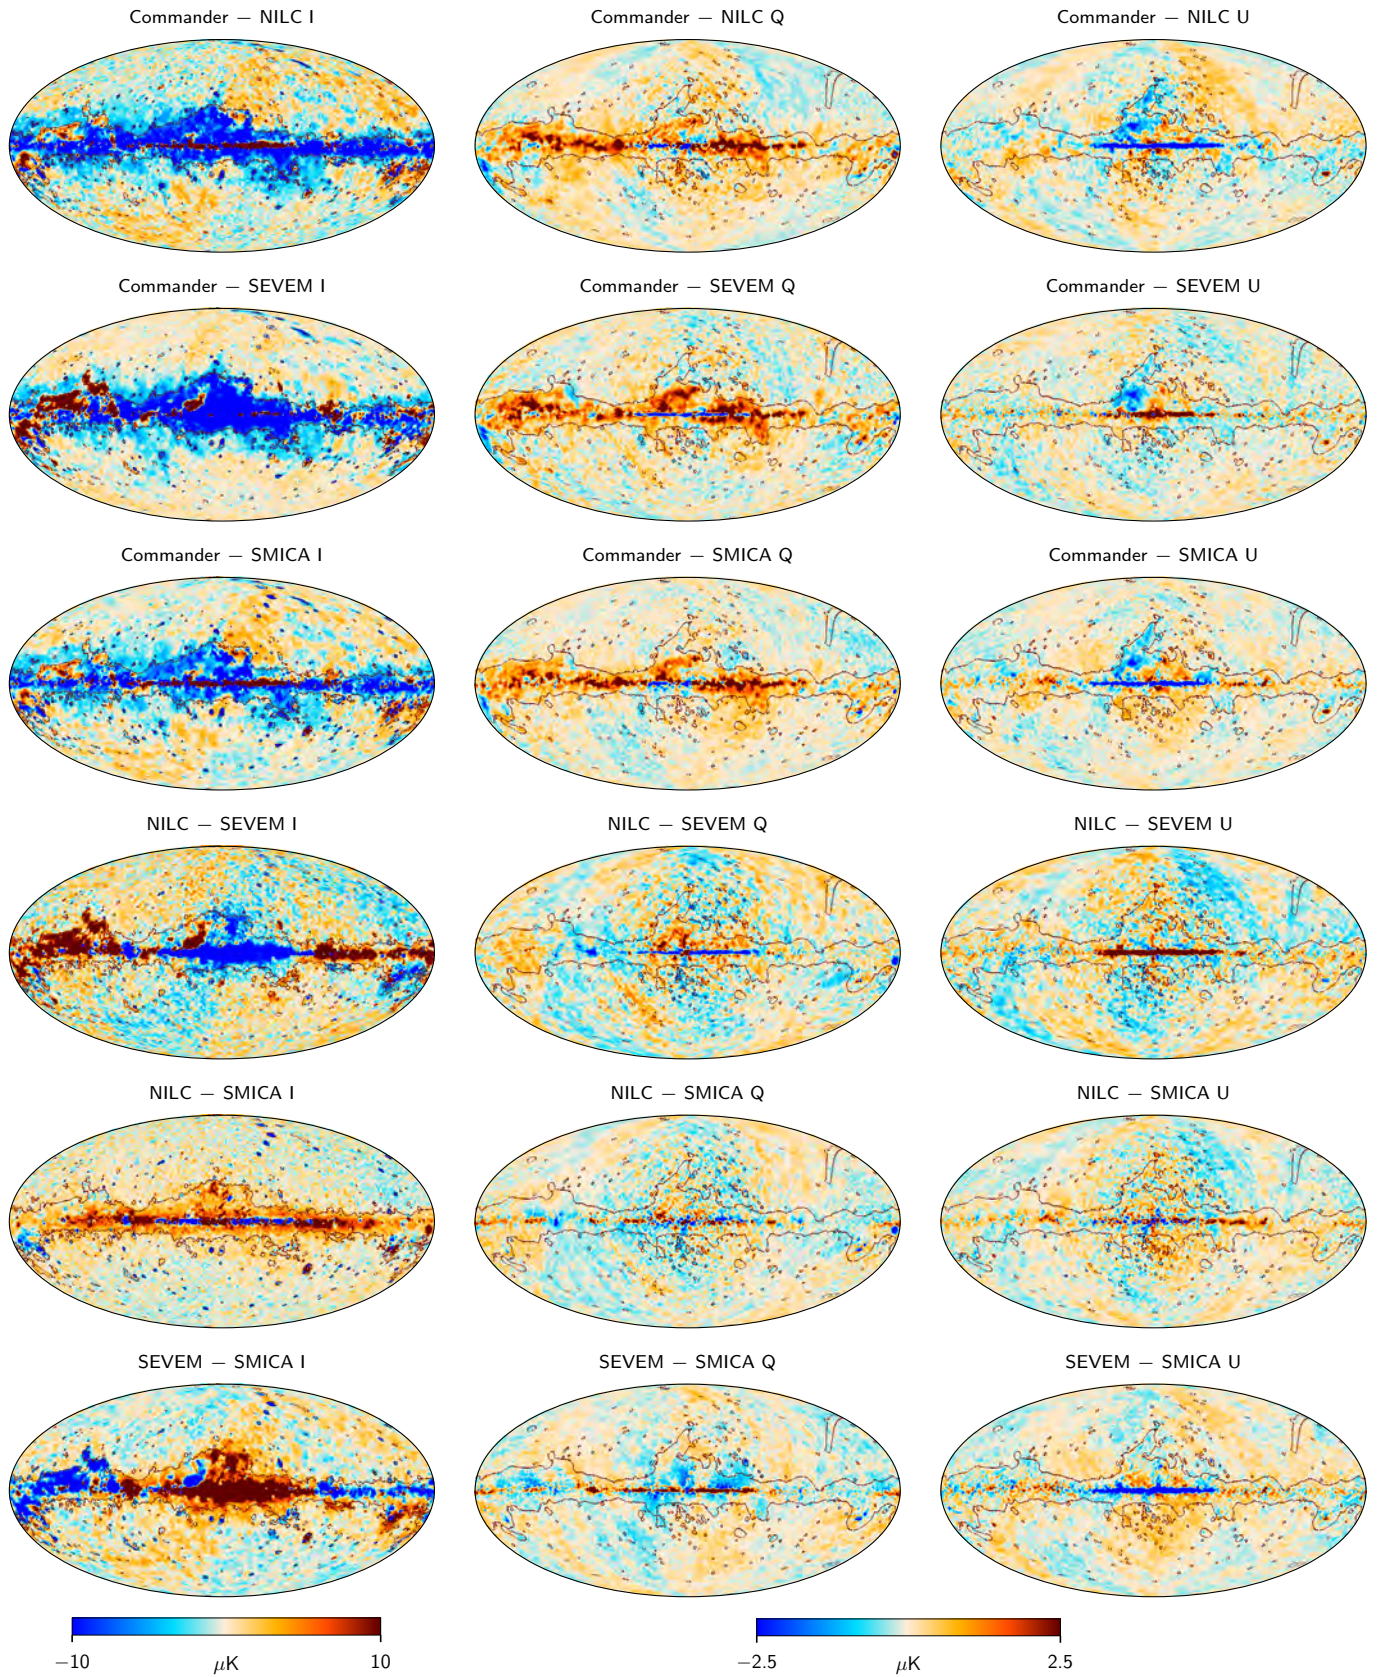 Commander − NILC I
Commander − NILC Q
Commander − NILC U
Commander − SEVEM I
Commander − SEVEM Q
Commander − SEVEM U
Commander − SMICA I
Commander − SMICA Q
Commander − SMICA U
NILC − SEVEM I
NILC − SEVEM Q
NILC − SEVEM U
NILC − SMICA I
NILC − SMICA Q
NILC − SMICA U
SEVEM − SMICA I
SEVEM − SMICA Q
SEVEM − SMICA U
−10 μK 10
−2.5 μK 2.5